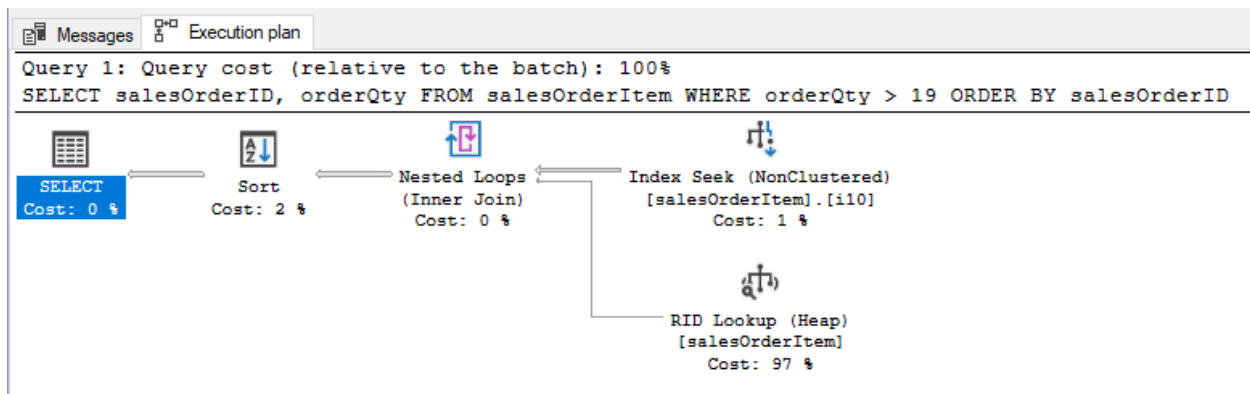 Messages Execution plan
Query 1: Query cost (relative to the batch): 100%
SELECT salesOrderID, orderQty FROM salesOrderItem WHERE orderQty > 19 ORDER BY salesOrderID
SELECT
Cost: 0 %
Sort
Cost: 2 %
Nested Loops
(Inner Join)
Cost: 0 %
Index Seek (NonClustered)
[salesOrderItem].[i10]
Cost: 1 %
RID Lookup (Heap)
[salesOrderItem]
Cost: 97 %